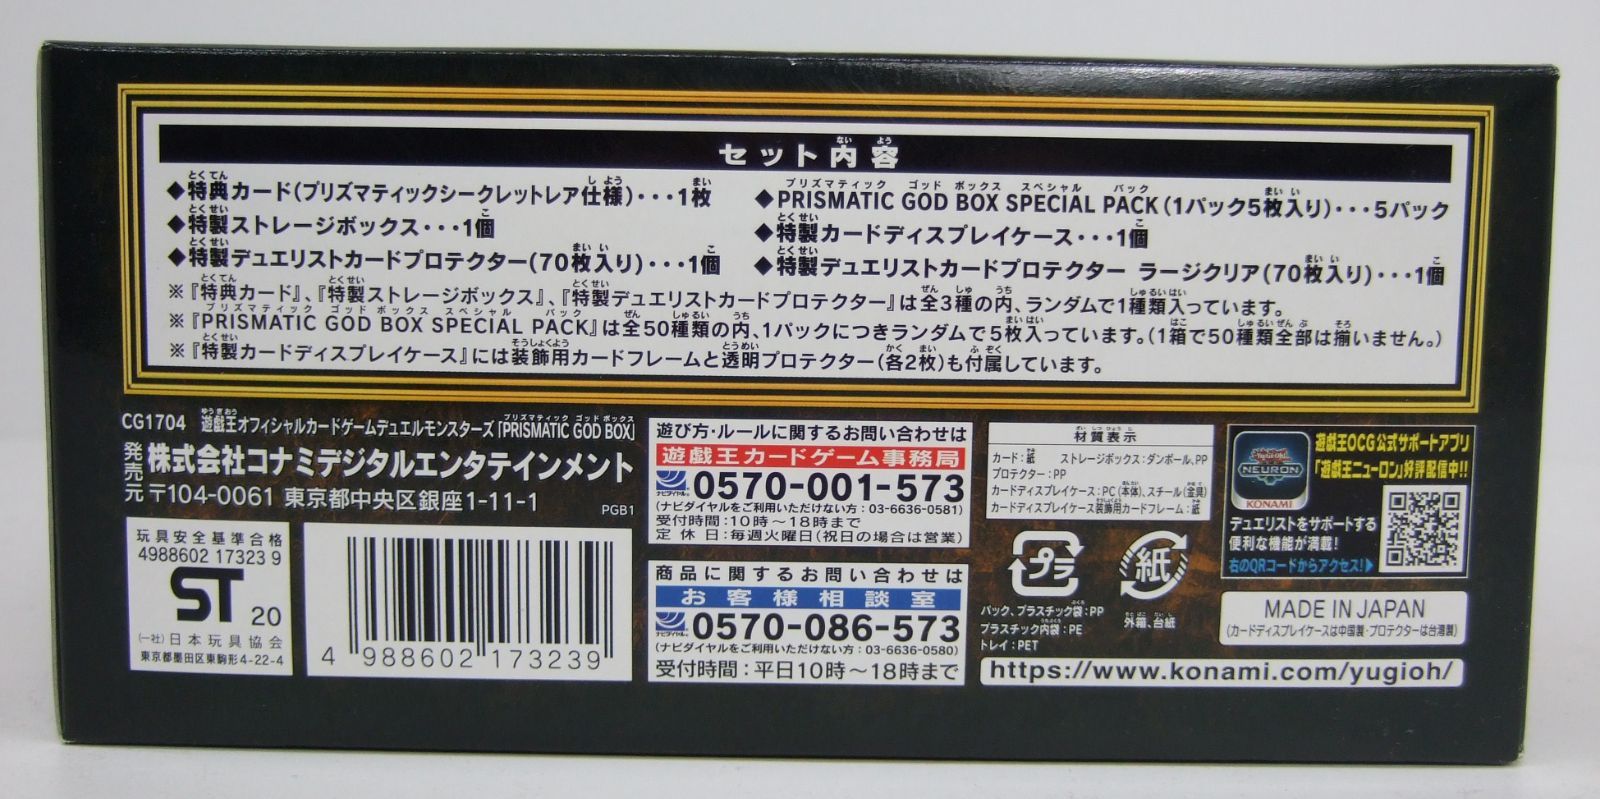 セット内容
◆特典カード(プリズマティックシークレットレア仕様)・・・1枚
◆特製ストレージボックス・・・1個
◆特製デュエリストカードプロテクター(70枚入り)・・・1個
◆PRISMATIC GOD BOX SPECIAL PACK(1パック5枚入り)・・・5パック
◆特製カードディスプレイケース・・・1個
◆特製デュエリストカードプロテクター ラージクリア(70枚入り)・・・1個
※『特典カード』、『特製ストレージボックス』、『特製デュエリストカードプロテクター』は全3種の内、ランダムで1種類入っています。
※『PRISMATIC GOD BOX SPECIAL PACK』は全50種類の内、1パックにつきランダムで5枚入っています。(1箱で50種類全部は揃いません。)
※『特製カードディスプレイケース』には装飾用カードフレームと透明プロテクター(各2枚)も付属しています。
CG1704 遊戯王オフィシャルカードゲームデュエルモンスターズ「PRISMATIC GOD BOX」
発売元
株式会社コナミデジタルエンタテインメント
〒104-0061 東京都中央区銀座1-11-1
PGB1
玩具安全基準合格
4988602 17323 9
ST 20
(一社)日本玩具協会
東京都墨田区東駒形4-22-4
4 988602 173239
遊び方・ルールに関するお問い合わせは
遊戯王カードゲーム事務局
ナビダイヤル 0570-001-573
(ナビダイヤルをご利用いただけない方:03-6636-0581)
受付時間:10時～18時まで
定休日:毎週火曜日(祝日の場合は営業)
商品に関するお問い合わせは
お客様相談室
ナビダイヤル 0570-086-573
(ナビダイヤルをご利用いただけない方:03-6636-0580)
受付時間:平日10時～18時まで
材質表示
カード:紙 ストレージボックス:ダンボール、PP
プロテクター:PP
カードディスプレイケース:PC(本体)、スチール(金具)
カードディスプレイケース装飾用カードフレーム:紙
プラ
パック、プラスチック袋:PP
プラスチック内袋:PE
トレイ:PET
紙
外箱、台紙
Yu-Gi-Oh!
NEURON
KONAMI
遊戯王OCG公式サポートアプリ
「遊戯王ニューロン」好評配信中!!
デュエリストをサポートする
便利な機能が満載!
右のQRコードからアクセス!▶
MADE IN JAPAN
(カードディスプレイケースは中国製・プロテクターは台湾製)
https://www.konami.com/yugioh/